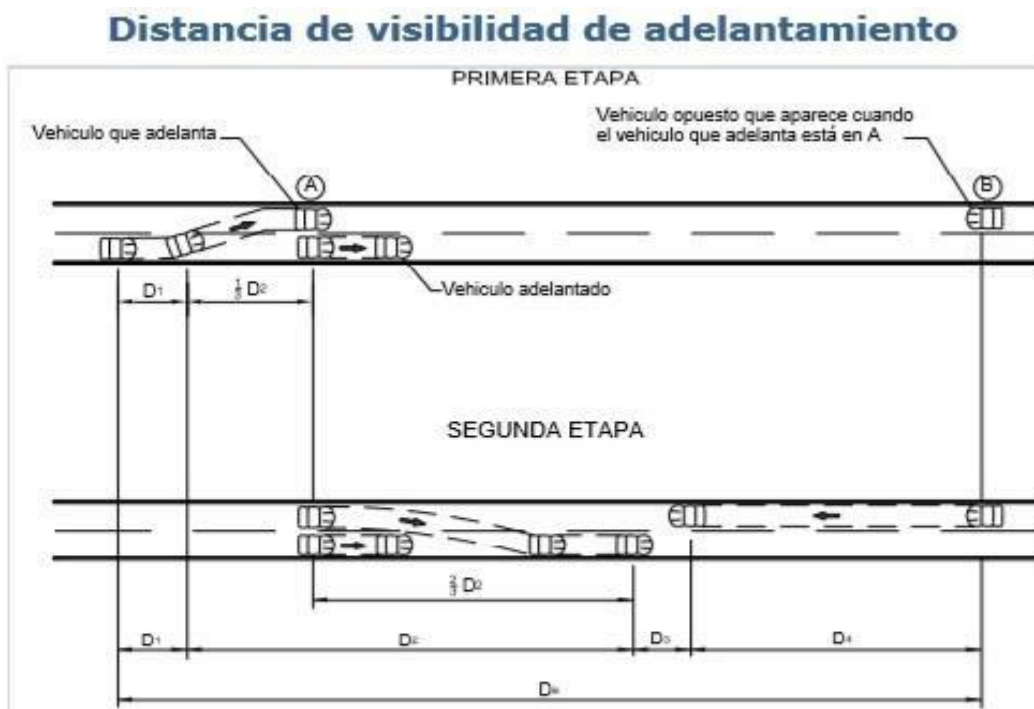 Distancia de visibilidad de adelantamiento
PRIMERA ETAPA
Vehiculo que adelanta
Vehiculo opuesto que aparece cuando
el vehiculo que adelanta está en A
A
B
D1
1/3 D2
Vehiculo adelantado
SEGUNDA ETAPA
2/3 D2
D1
D2
D3
D4